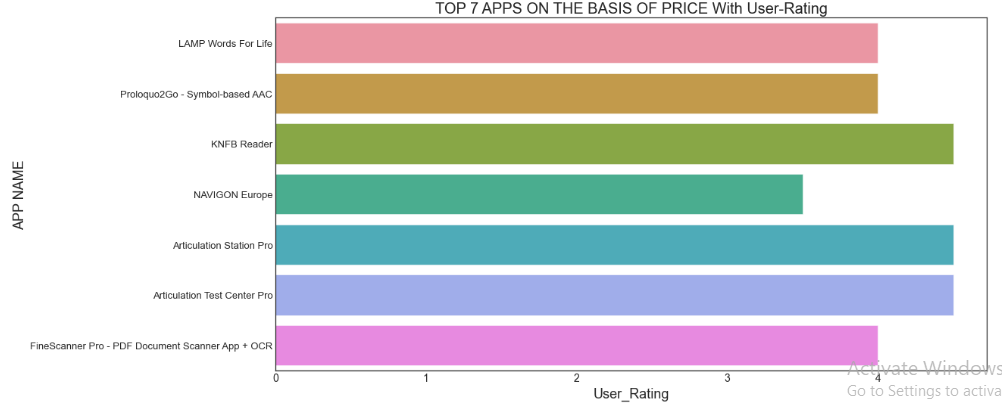 TOP 7 APPS ON THE BASIS OF PRICE With User-Rating
APP NAME
LAMP Words For Life
Proloquo2Go - Symbol-based AAC
KNFB Reader
NAVIGON Europe
Articulation Station Pro
Articulation Test Center Pro
FineScanner Pro - PDF Document Scanner App + OCR
0 1 2 3 4
User_Rating
Activate Windows
Go to Settings to activa